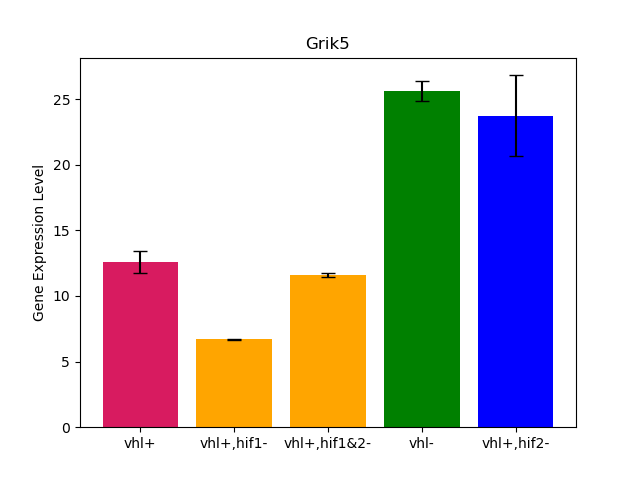 Grik5
Gene Expression Level
25
20
15
10
5
0
vhl+
vhl+,hif1-
vhl+,hif1&2-
vhl-
vhl+,hif2-